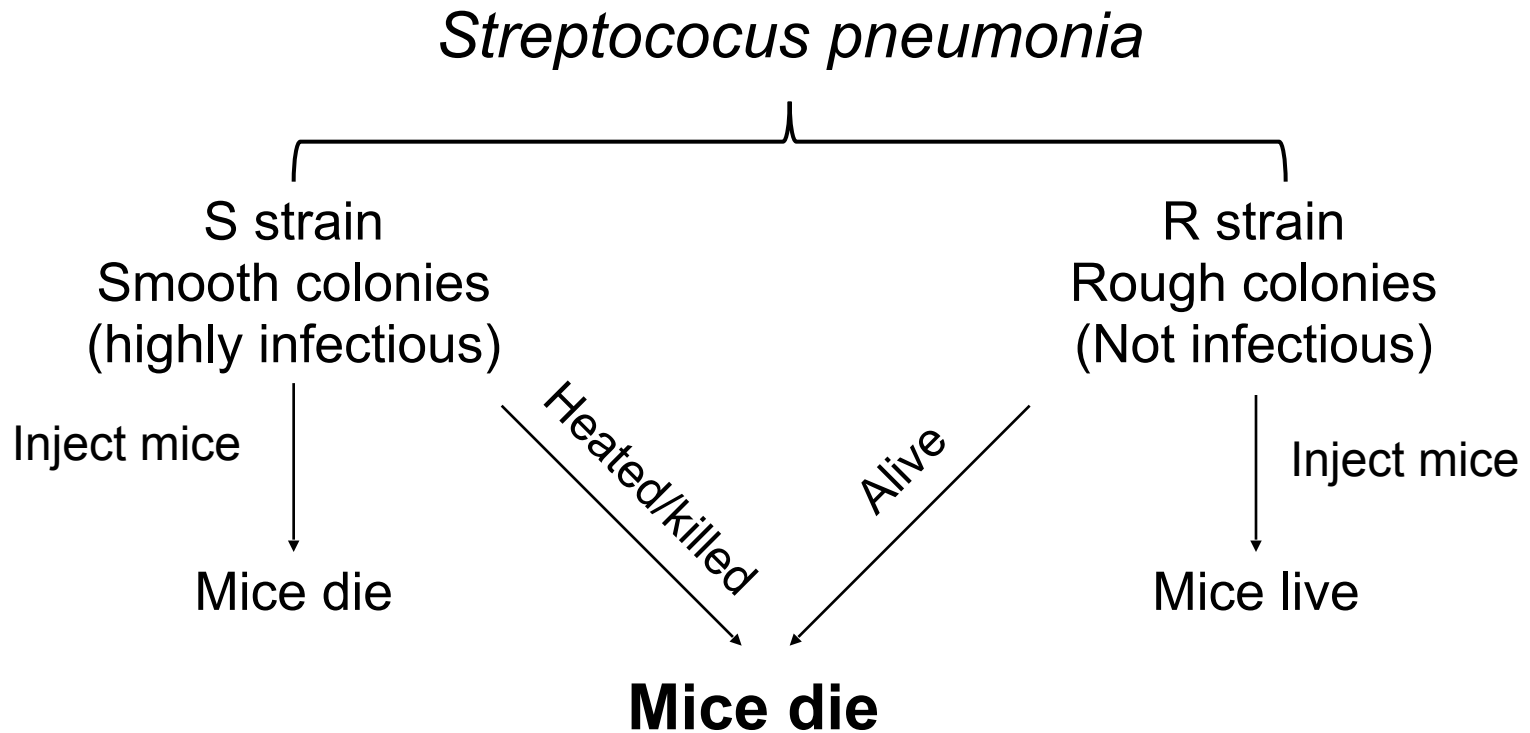 Streptococus pneumonia
S strain
Smooth colonies
(highly infectious)
R strain
Rough colonies
(Not infectious)
Inject mice
Heated/killed
Alive
Inject mice
Mice die
Mice live
Mice die